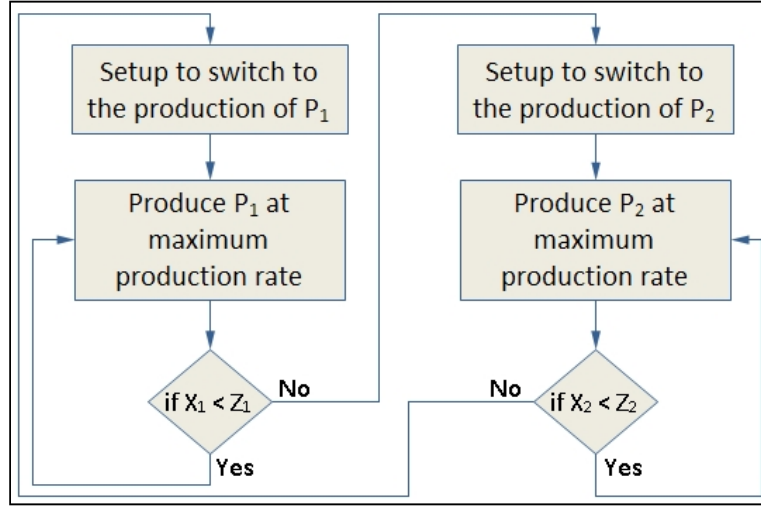 Setup to switch to
the production of P₁
Produce P₁ at
maximum
production rate
if X₁ < Z₁
No
Yes
Setup to switch to
the production of P₂
Produce P₂ at
maximum
production rate
if X₂ < Z₂
No
Yes